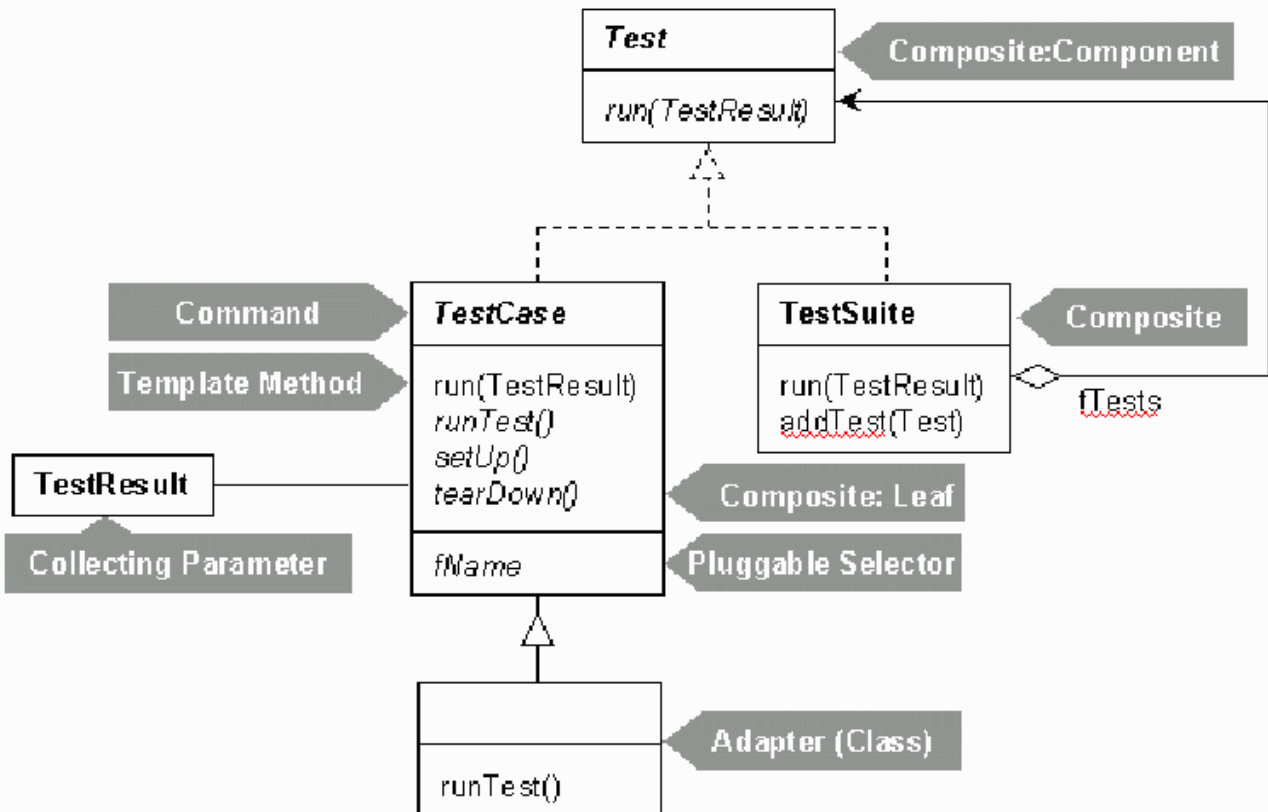 Test
Composite:Component
run(TestResult)
Command
TestCase
TestSuite
Composite
Template Method
run(TestResult)
runTest()
setUp()
tearDown()
run(TestResult)
addTest(Test)
fTests
TestResult
Composite: Leaf
Collecting Parameter
fName
Pluggable Selector
Adapter (Class)
runTest()